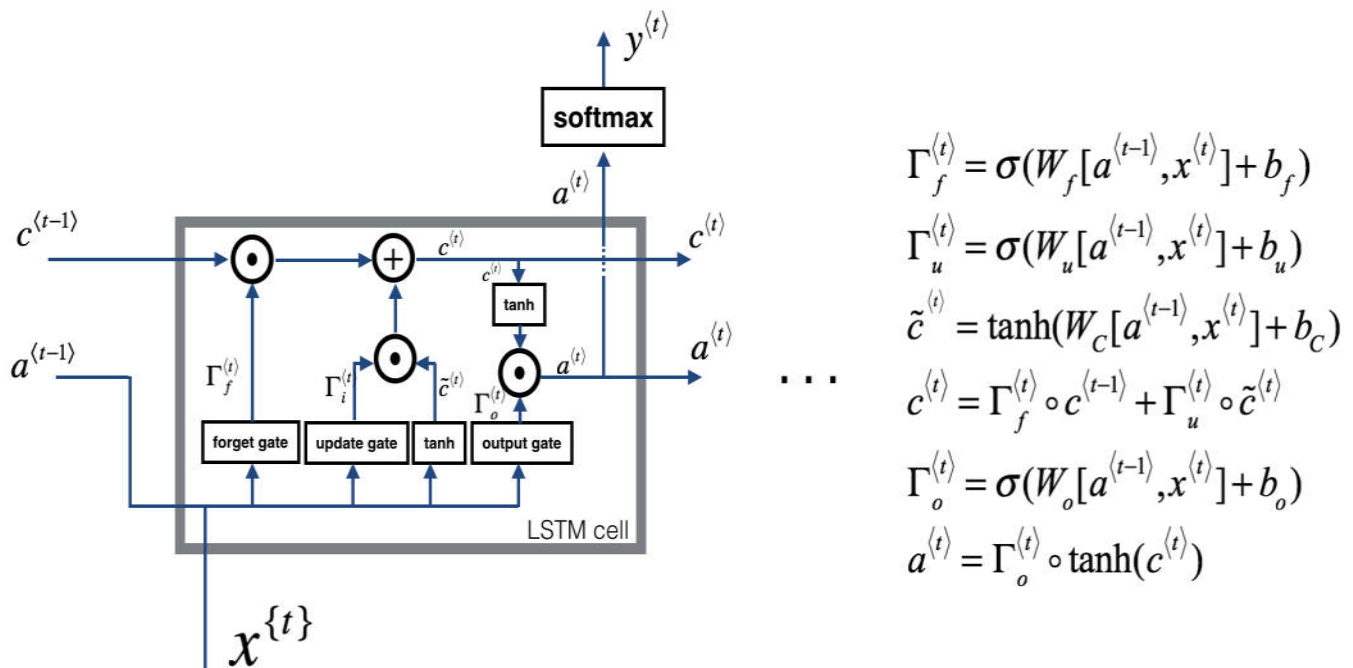 y⟨t⟩
softmax
a⟨t⟩
c⟨t−1⟩
c⟨t⟩
c⟨t⟩
c⟨t⟩
tanh
a⟨t−1⟩
Γf⟨t⟩
Γi⟨t⟩
c̃⟨t⟩
Γo⟨t⟩
a⟨t⟩
a⟨t⟩
forget gate
update gate
tanh
output gate
LSTM cell
x{t}
...
Γf⟨t⟩ = σ(Wf[a⟨t−1⟩, x⟨t⟩] + bf)
Γu⟨t⟩ = σ(Wu[a⟨t−1⟩, x⟨t⟩] + bu)
c̃⟨t⟩ = tanh(WC[a⟨t−1⟩, x⟨t⟩] + bC)
c⟨t⟩ = Γf⟨t⟩ ∘ c⟨t−1⟩ + Γu⟨t⟩ ∘ c̃⟨t⟩
Γo⟨t⟩ = σ(Wo[a⟨t−1⟩, x⟨t⟩] + bo)
a⟨t⟩ = Γo⟨t⟩ ∘ tanh(c⟨t⟩)